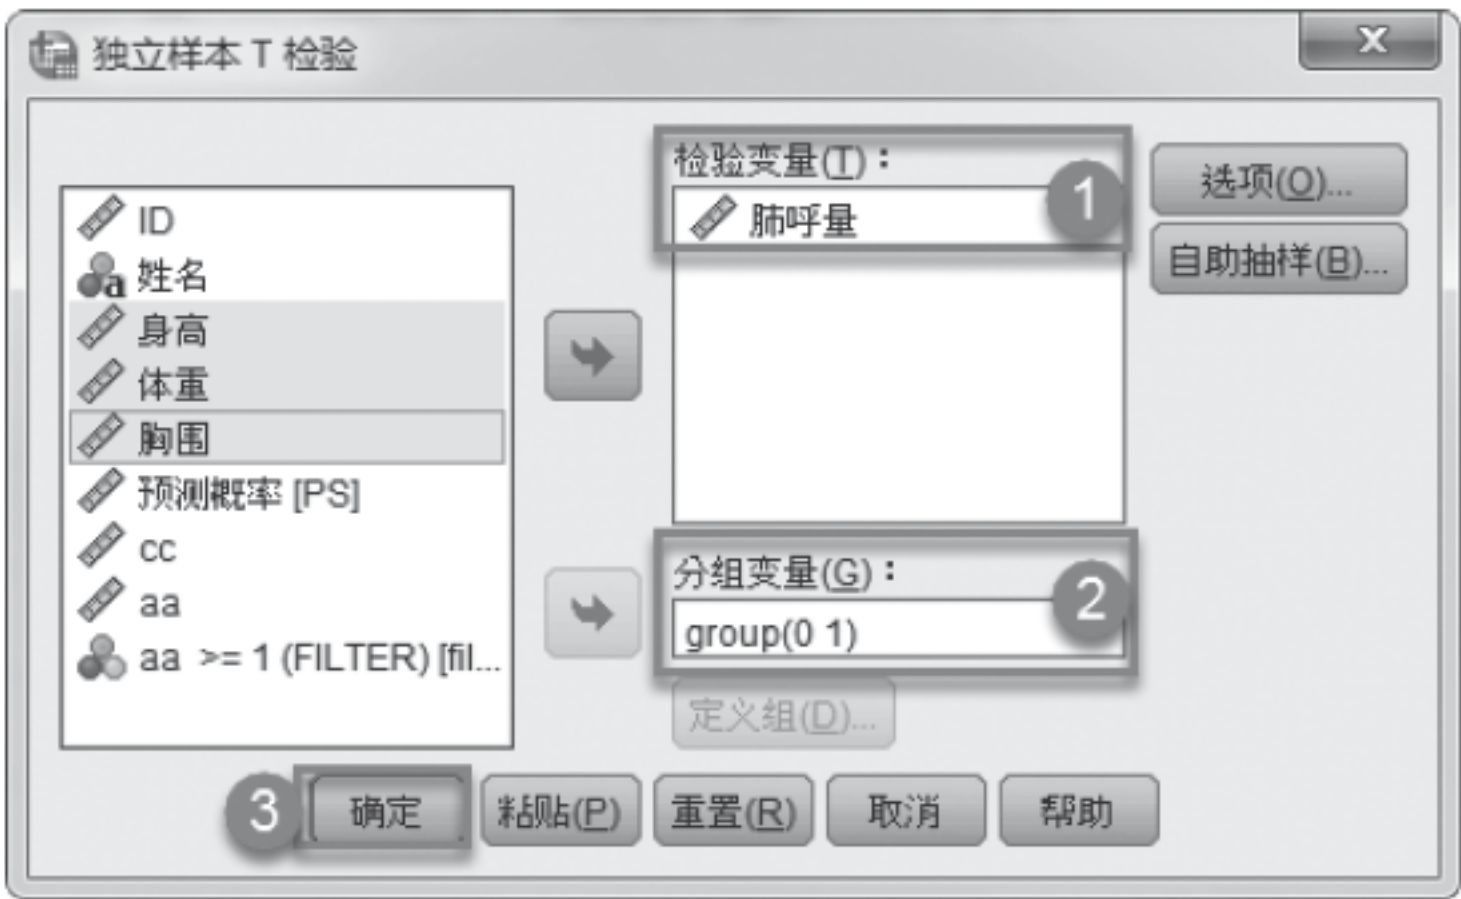 独立样本 T 检验
ID
姓名
身高
体重
胸围
预测概率 [PS]
cc
aa
aa >= 1 (FILTER) [fil...
检验变量(T)：
1
肺呼量
分组变量(G)：
2
group(0 1)
定义组(D)...
选项(O)...
自助抽样(B)...
3
确定
粘贴(P)
重置(R)
取消
帮助